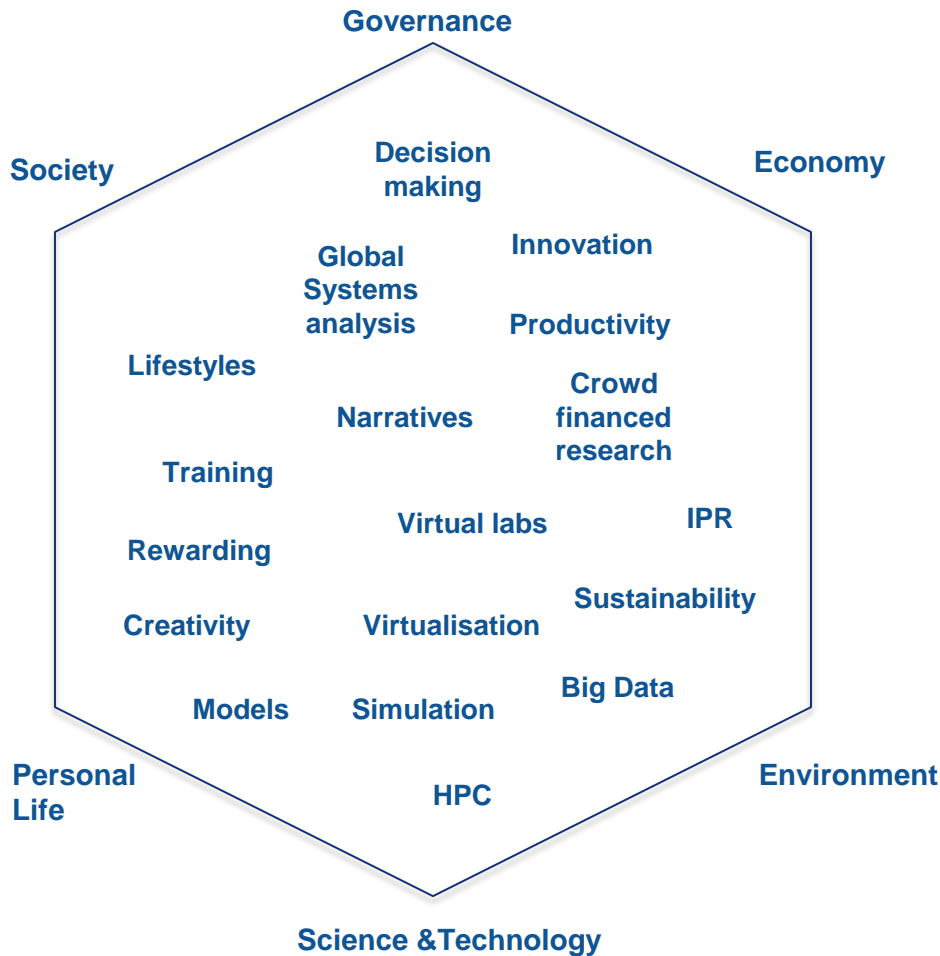 Governance
Society
Decision
making
Economy
Innovation
Global
Systems
analysis
Productivity
Lifestyles
Crowd
financed
research
Narratives
Training
Virtual labs
IPR
Rewarding
Sustainability
Creativity
Virtualisation
Big Data
Models
Simulation
Personal
Life
HPC
Environment
Science &Technology